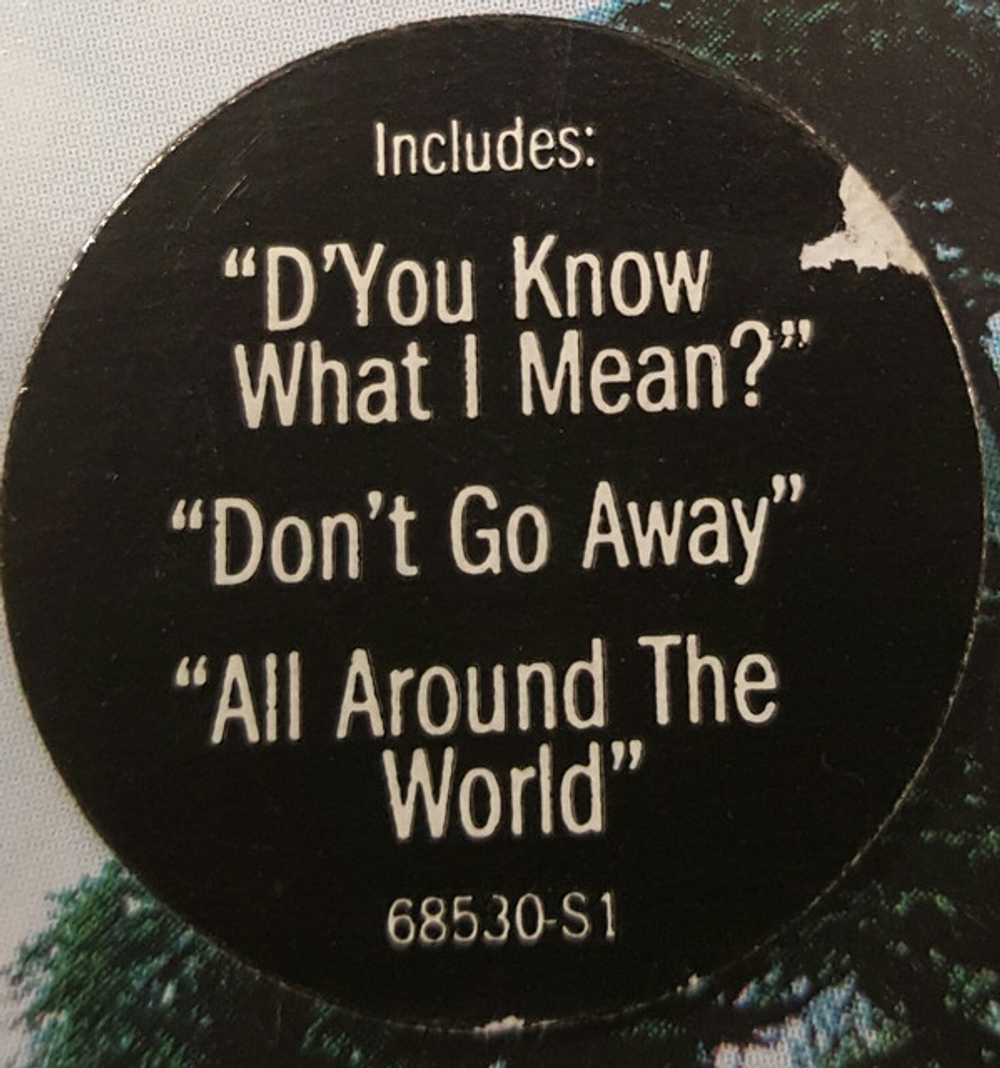 Includes:
“D’You Know
What I Mean?”
“Don’t Go Away”
“All Around The
World”
68530-S1